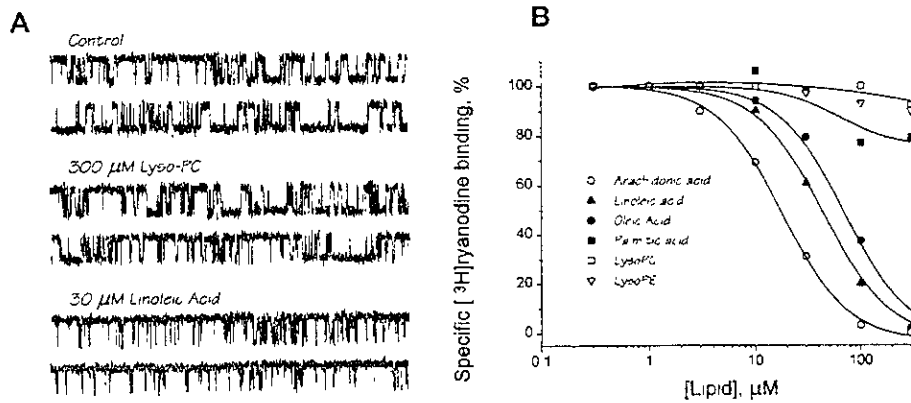 A
Control
300 µM Lyso-PC
30 µM Linoleic Acid
B
Specific [³H]ryanodine binding, %
100
80
60
40
20
0
Arachidonic acid
Linoleic acid
Oleic Acid
Palmitic acid
LysoPC
LysoPE
0.1
1
10
100
[Lipid], µM